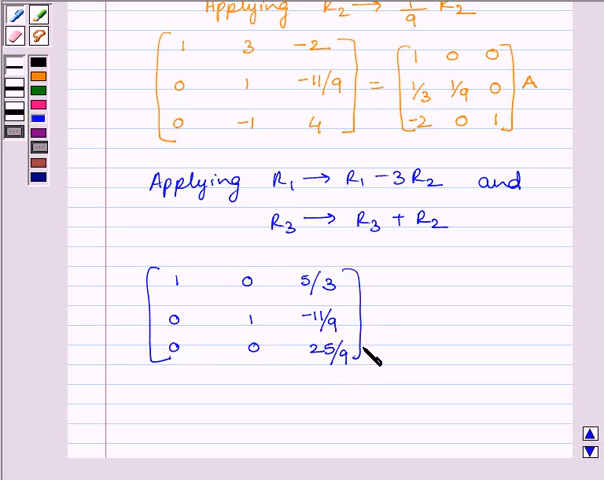 Applying R₂ → 1/9 R₂
[1 3 -2] = [1 0 0] A
[0 1 -11/9] [1/3 1/9 0]
[0 -1 4] [-2 0 1]
Applying R₁ → R₁ - 3R₂ and
R₃ → R₃ + R₂
[1 0 5/3]
[0 1 -11/9]
[0 0 25/9]